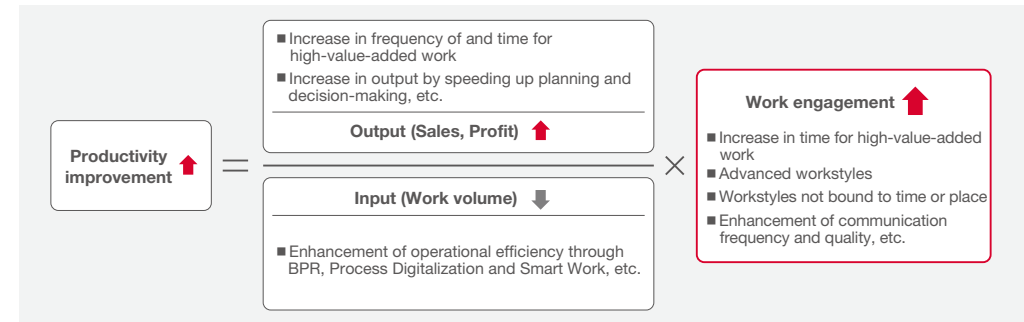 Productivity
improvement
=
■ Increase in frequency of and time for
high-value-added work
■ Increase in output by speeding up planning and
decision-making, etc.
Output (Sales, Profit)
Input (Work volume)
■ Enhancement of operational efficiency through
BPR, Process Digitalization and Smart Work, etc.
×
Work engagement
■ Increase in time for high-value-added
work
■ Advanced workstyles
■ Workstyles not bound to time or place
■ Enhancement of communication
frequency and quality, etc.